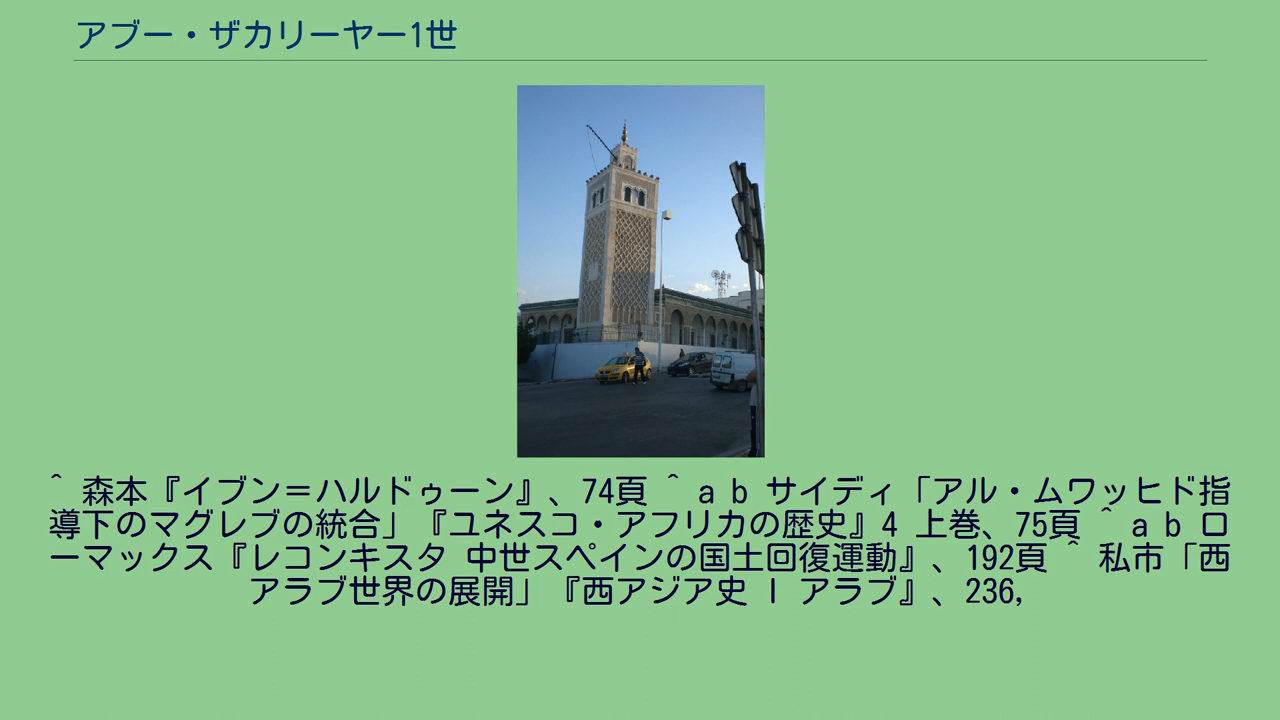 アブー・ザカリーヤー1世
^ 森本『イブン＝ハルドゥーン』、74頁 ^ a b サイディ「アル・ムワッヒド指
導下のマグレブの統合」『ユネスコ・アフリカの歴史』4 上巻、75頁 ^ a b ロ
ーマックス『レコンキスタ 中世スペインの国土回復運動』、192頁 ^ 私市「西
アラブ世界の展開」『西アジア史 I アラブ』、236,